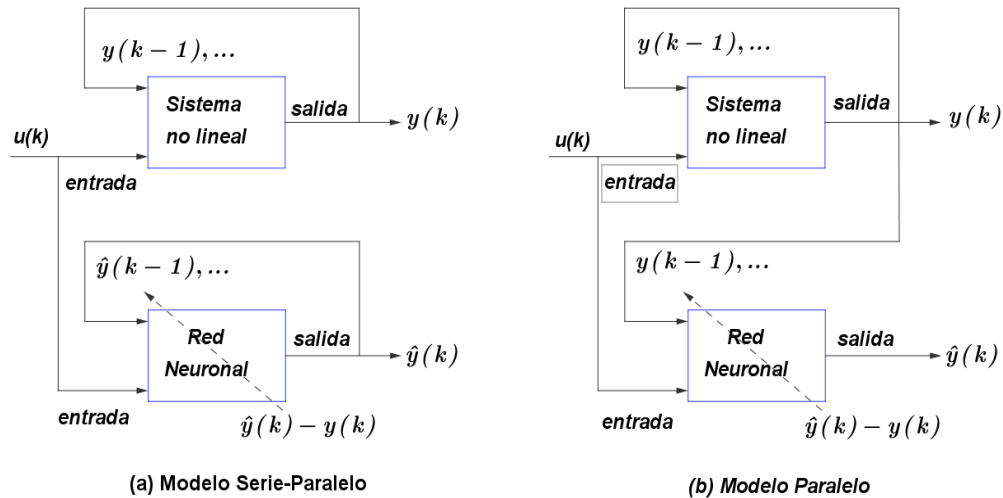 y(k − 1), ...
Sistema
no lineal
salida
y(k)
u(k)
entrada
ŷ(k − 1), ...
Red
Neuronal
salida
ŷ(k)
entrada
ŷ(k) − y(k)
(a) Modelo Serie-Paralelo
y(k − 1), ...
Sistema
no lineal
salida
y(k)
u(k)
entrada
y(k − 1), ...
Red
Neuronal
salida
ŷ(k)
entrada
ŷ(k) − y(k)
(b) Modelo Paralelo